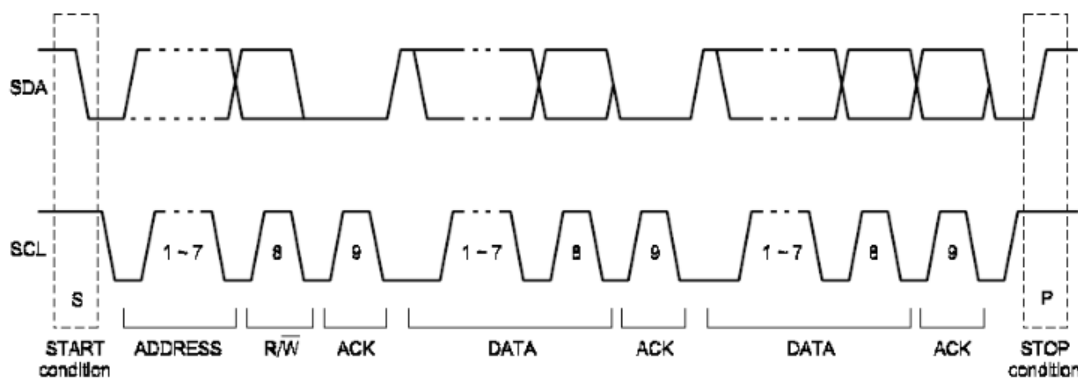 SDA
SCL
1 – 7
8
9
1 – 7
8
9
1 – 7
8
9
S
P
START
condition
ADDRESS
R/W̅
ACK
DATA
ACK
DATA
ACK
STOP
condition